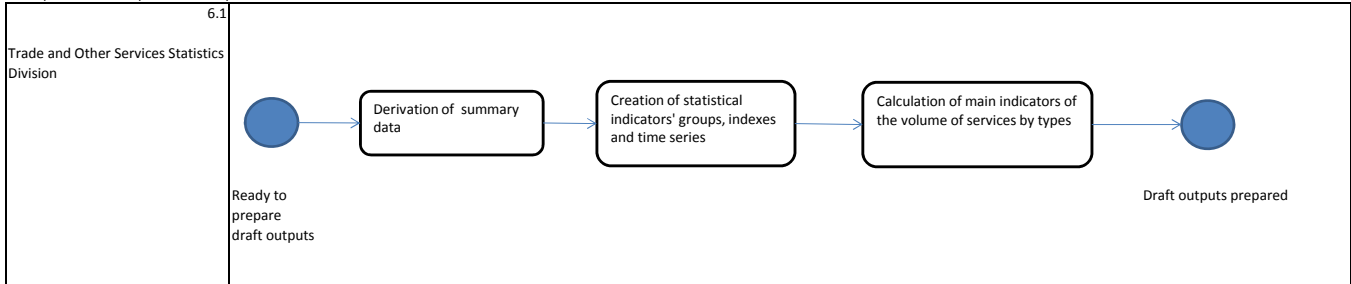 6.1
Trade and Other Services Statistics
Division
Derivation of summary
data
Creation of statistical
indicators' groups, indexes
and time series
Calculation of main indicators of
the volume of services by types
Ready to
prepare
draft outputs
Draft outputs prepared